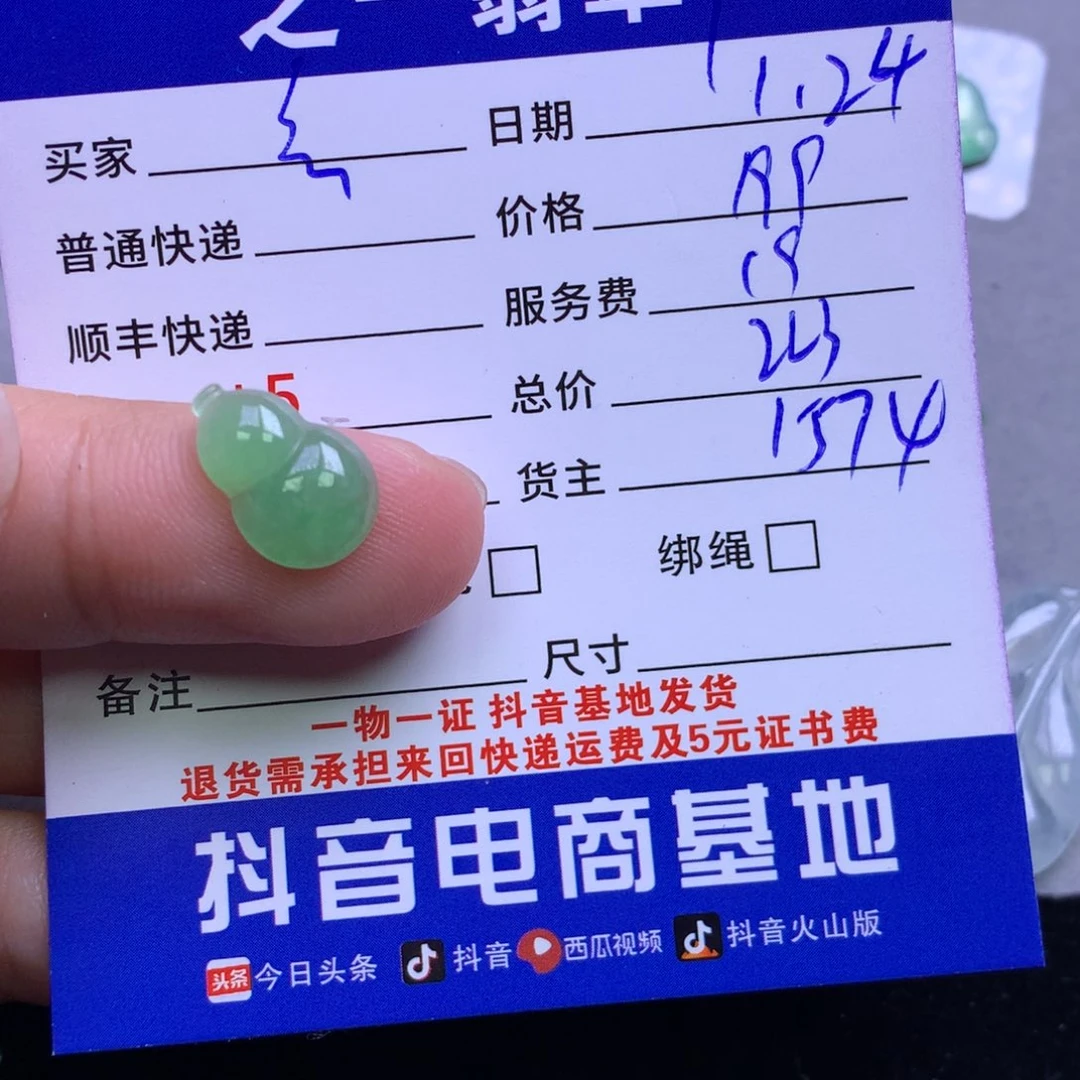 之一翡翠
买家 日期 1.24
普通快递 价格
顺丰快递 服务费 18
+5 总价
货主 1574
绑绳
备注 尺寸
一物一证 抖音基地发货
退货需承担来回快递运费及5元证书费
抖音电商基地
头条 今日头条 抖音 西瓜视频 抖音火山版